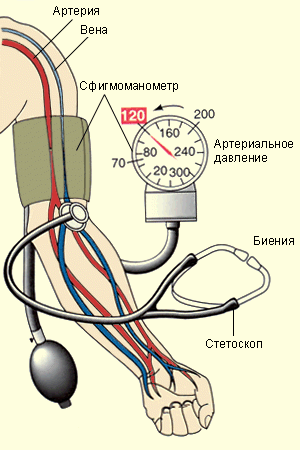 Артерия
Вена
Сфигмоманометр
120
200
160
80
240
70
20
300
Артериальное
давление
Биения
Стетоскоп